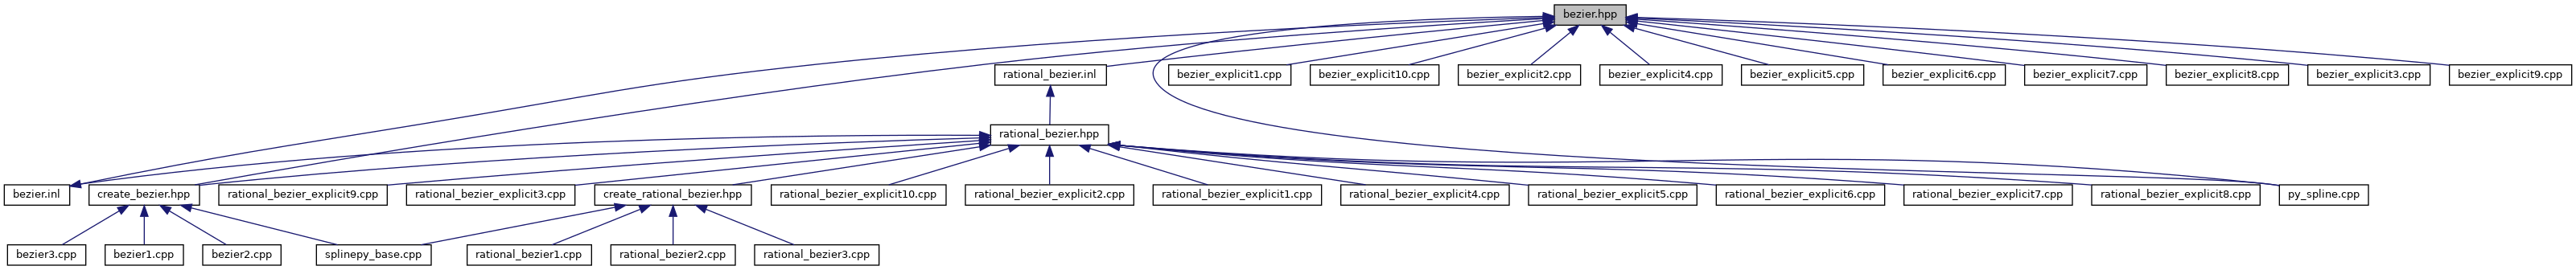 bezier.hpp
rational_bezier.inl
bezier_explicit1.cpp
bezier_explicit10.cpp
bezier_explicit2.cpp
bezier_explicit4.cpp
bezier_explicit5.cpp
bezier_explicit6.cpp
bezier_explicit7.cpp
bezier_explicit8.cpp
bezier_explicit3.cpp
bezier_explicit9.cpp
rational_bezier.hpp
bezier.inl
create_bezier.hpp
rational_bezier_explicit9.cpp
rational_bezier_explicit3.cpp
create_rational_bezier.hpp
rational_bezier_explicit10.cpp
rational_bezier_explicit2.cpp
rational_bezier_explicit1.cpp
rational_bezier_explicit4.cpp
rational_bezier_explicit5.cpp
rational_bezier_explicit6.cpp
rational_bezier_explicit7.cpp
rational_bezier_explicit8.cpp
py_spline.cpp
bezier3.cpp
bezier1.cpp
bezier2.cpp
splinepy_base.cpp
rational_bezier1.cpp
rational_bezier2.cpp
rational_bezier3.cpp